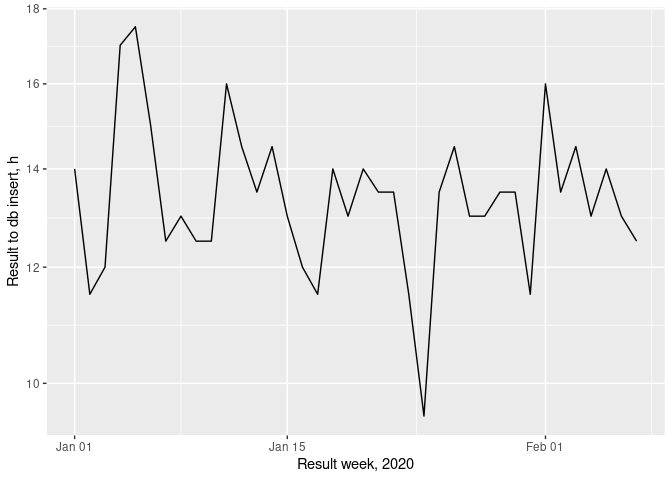 18
16
14
12
10
Result to db insert, h
Jan 01
Jan 15
Feb 01
Result week, 2020